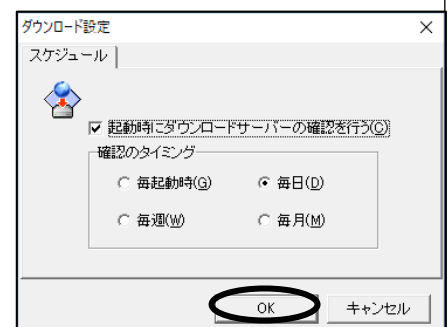 ダウンロード設定
スケジュール
起動時にダウンロードサーバーの確認を行う(C)
確認のタイミング
毎起動時(G) 毎日(D)
毎週(W) 毎月(M)
OK キャンセル